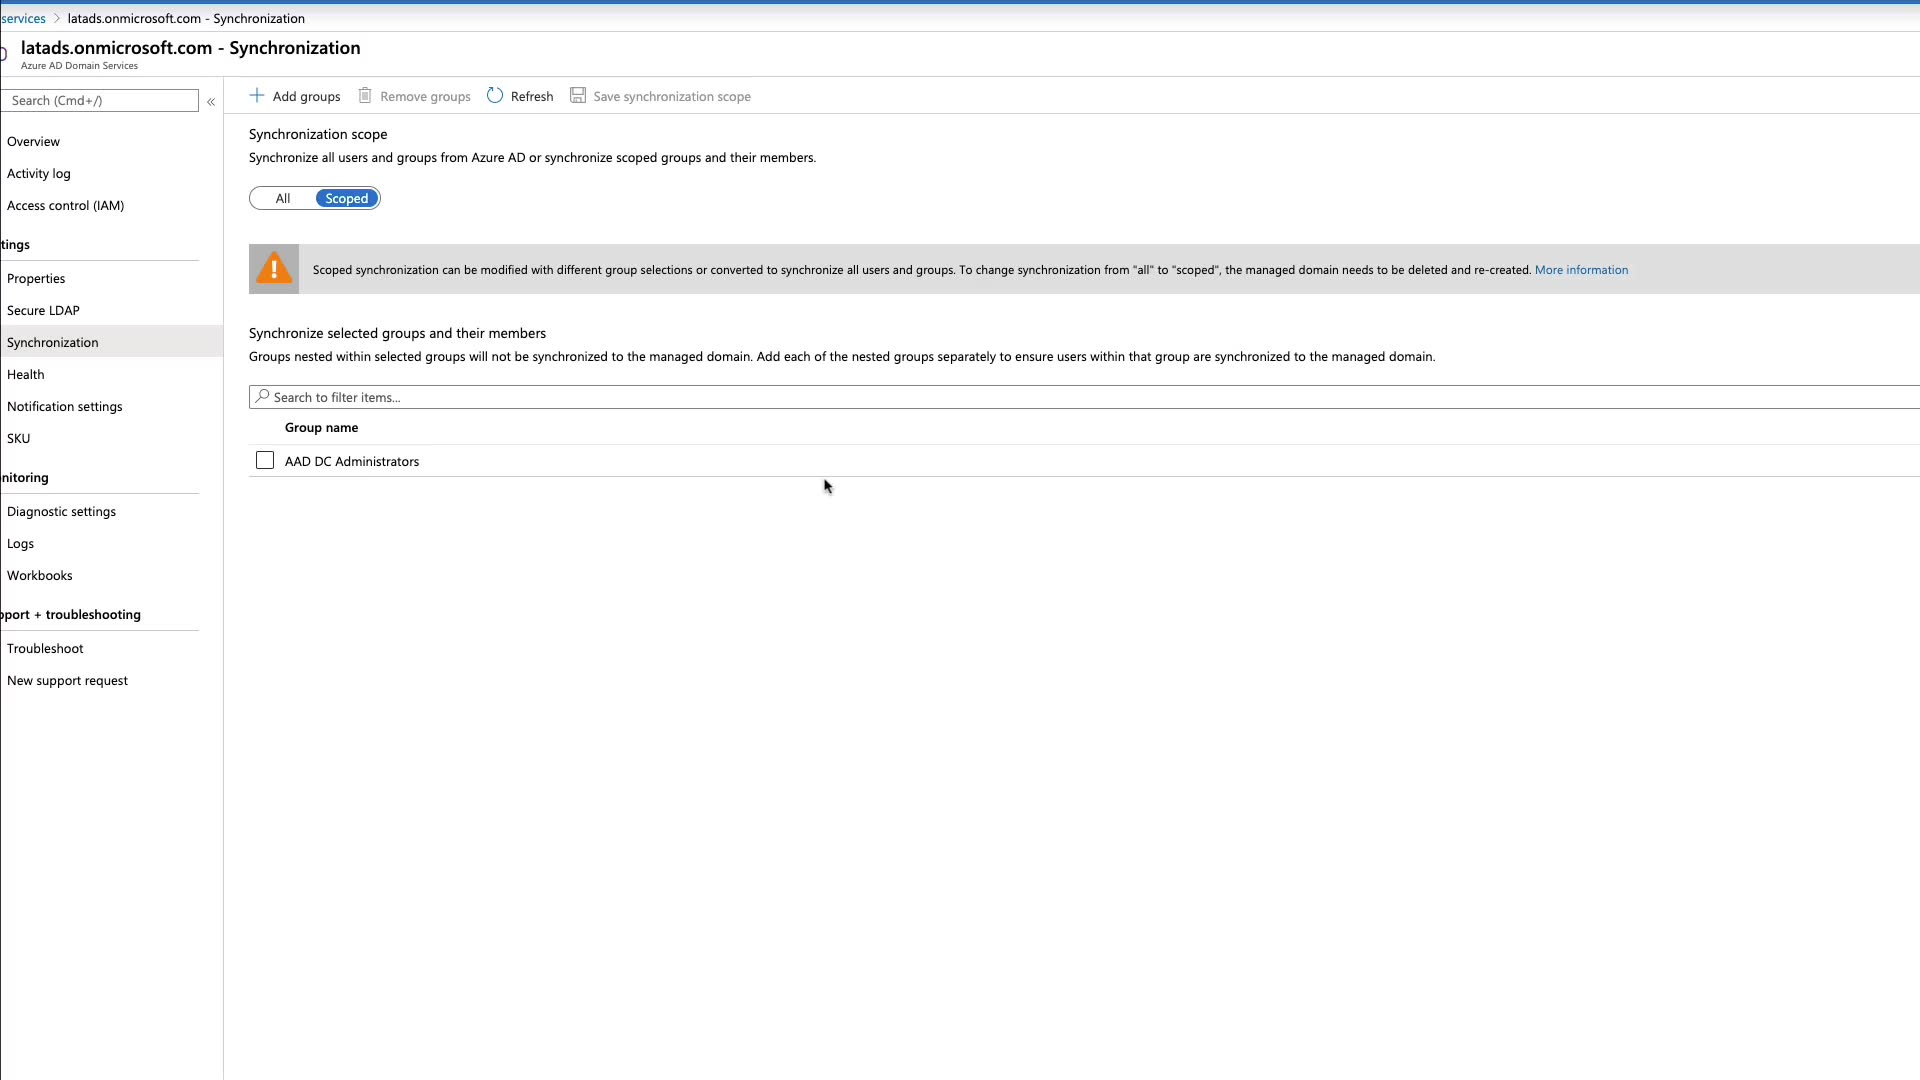 services > latads.onmicrosoft.com - Synchronization
latads.onmicrosoft.com - Synchronization
Azure AD Domain Services
Search (Cmd+/)
«
Overview
Activity log
Access control (IAM)
tings
Properties
Secure LDAP
Synchronization
Health
Notification settings
SKU
nitoring
Diagnostic settings
Logs
Workbooks
pport + troubleshooting
Troubleshoot
New support request
Add groups Remove groups Refresh Save synchronization scope
Synchronization scope
Synchronize all users and groups from Azure AD or synchronize scoped groups and their members.
All Scoped
Scoped synchronization can be modified with different group selections or converted to synchronize all users and groups. To change synchronization from "all" to "scoped", the managed domain needs to be deleted and re-created. More information
Synchronize selected groups and their members
Groups nested within selected groups will not be synchronized to the managed domain. Add each of the nested groups separately to ensure users within that group are synchronized to the managed domain.
Search to filter items...
Group name
AAD DC Administrators